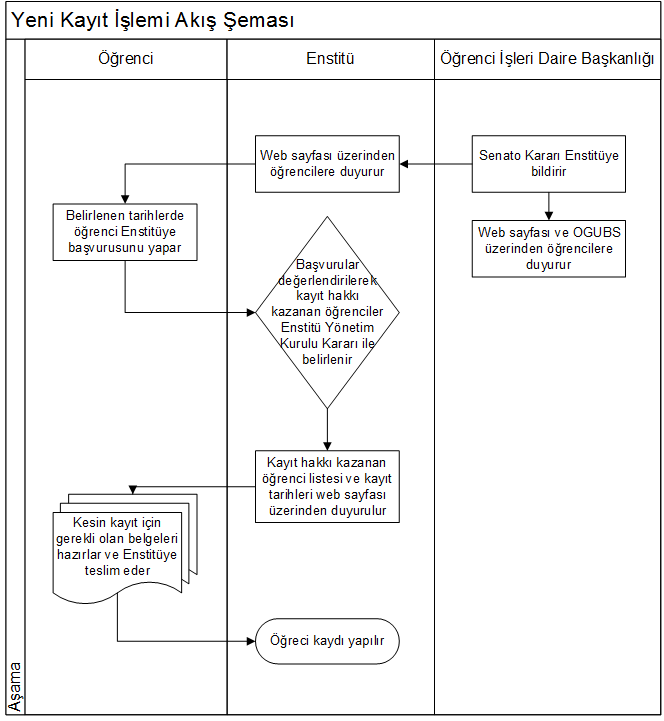 Yeni Kayıt İşlemi Akış Şeması
Öğrenci
Enstitü
Öğrenci İşleri Daire Başkanlığı
Senato Kararı Enstitüye
bildirir
Web sayfası üzerinden
öğrencilere duyurur
Web sayfası ve OGUBS
üzerinden öğrencilere
duyurur
Belirlenen tarihlerde
öğrenci Enstitüye
başvurusunu yapar
Başvurular
değerlendirilerek
kayıt hakkı
kazanan öğrenciler
Enstitü Yönetim
Kurulu Kararı ile
belirlenir
Kayıt hakkı kazanan
öğrenci listesi ve kayıt
tarihleri web sayfası
üzerinden duyurulur
Kesin kayıt için
gerekli olan belgeleri
hazırlar ve Enstitüye
teslim eder
Öğreci kaydı yapılır
Aşama